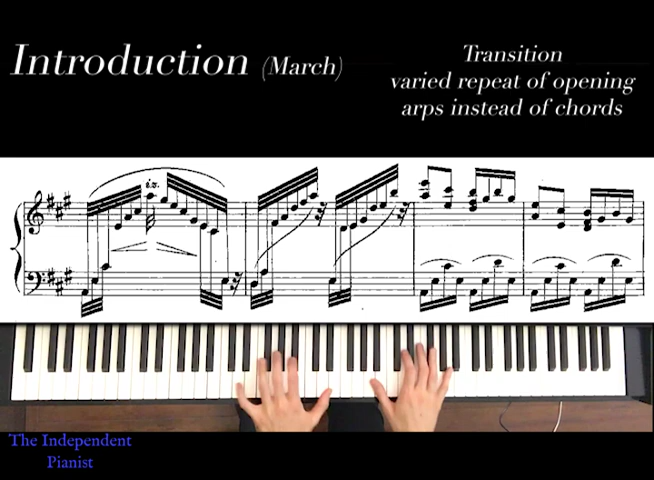 Introduction (March)
Transition
varied repeat of opening
arps instead of chords
The Independent
Pianist